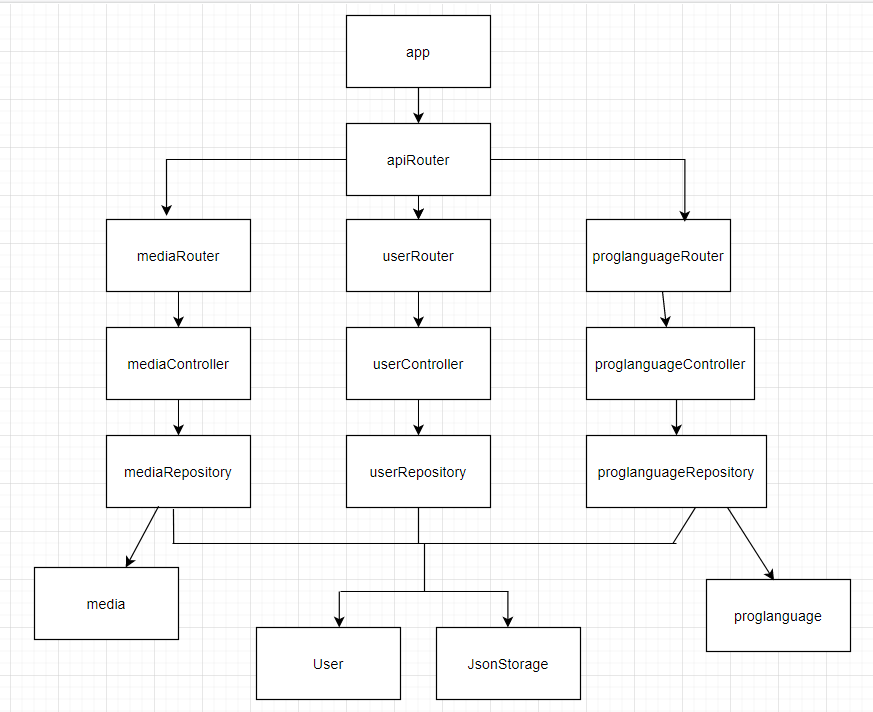 app
apiRouter
mediaRouter
userRouter
proglanguageRouter
mediaController
userController
proglanguageController
mediaRepository
userRepository
proglanguageRepository
media
proglanguage
User
JsonStorage